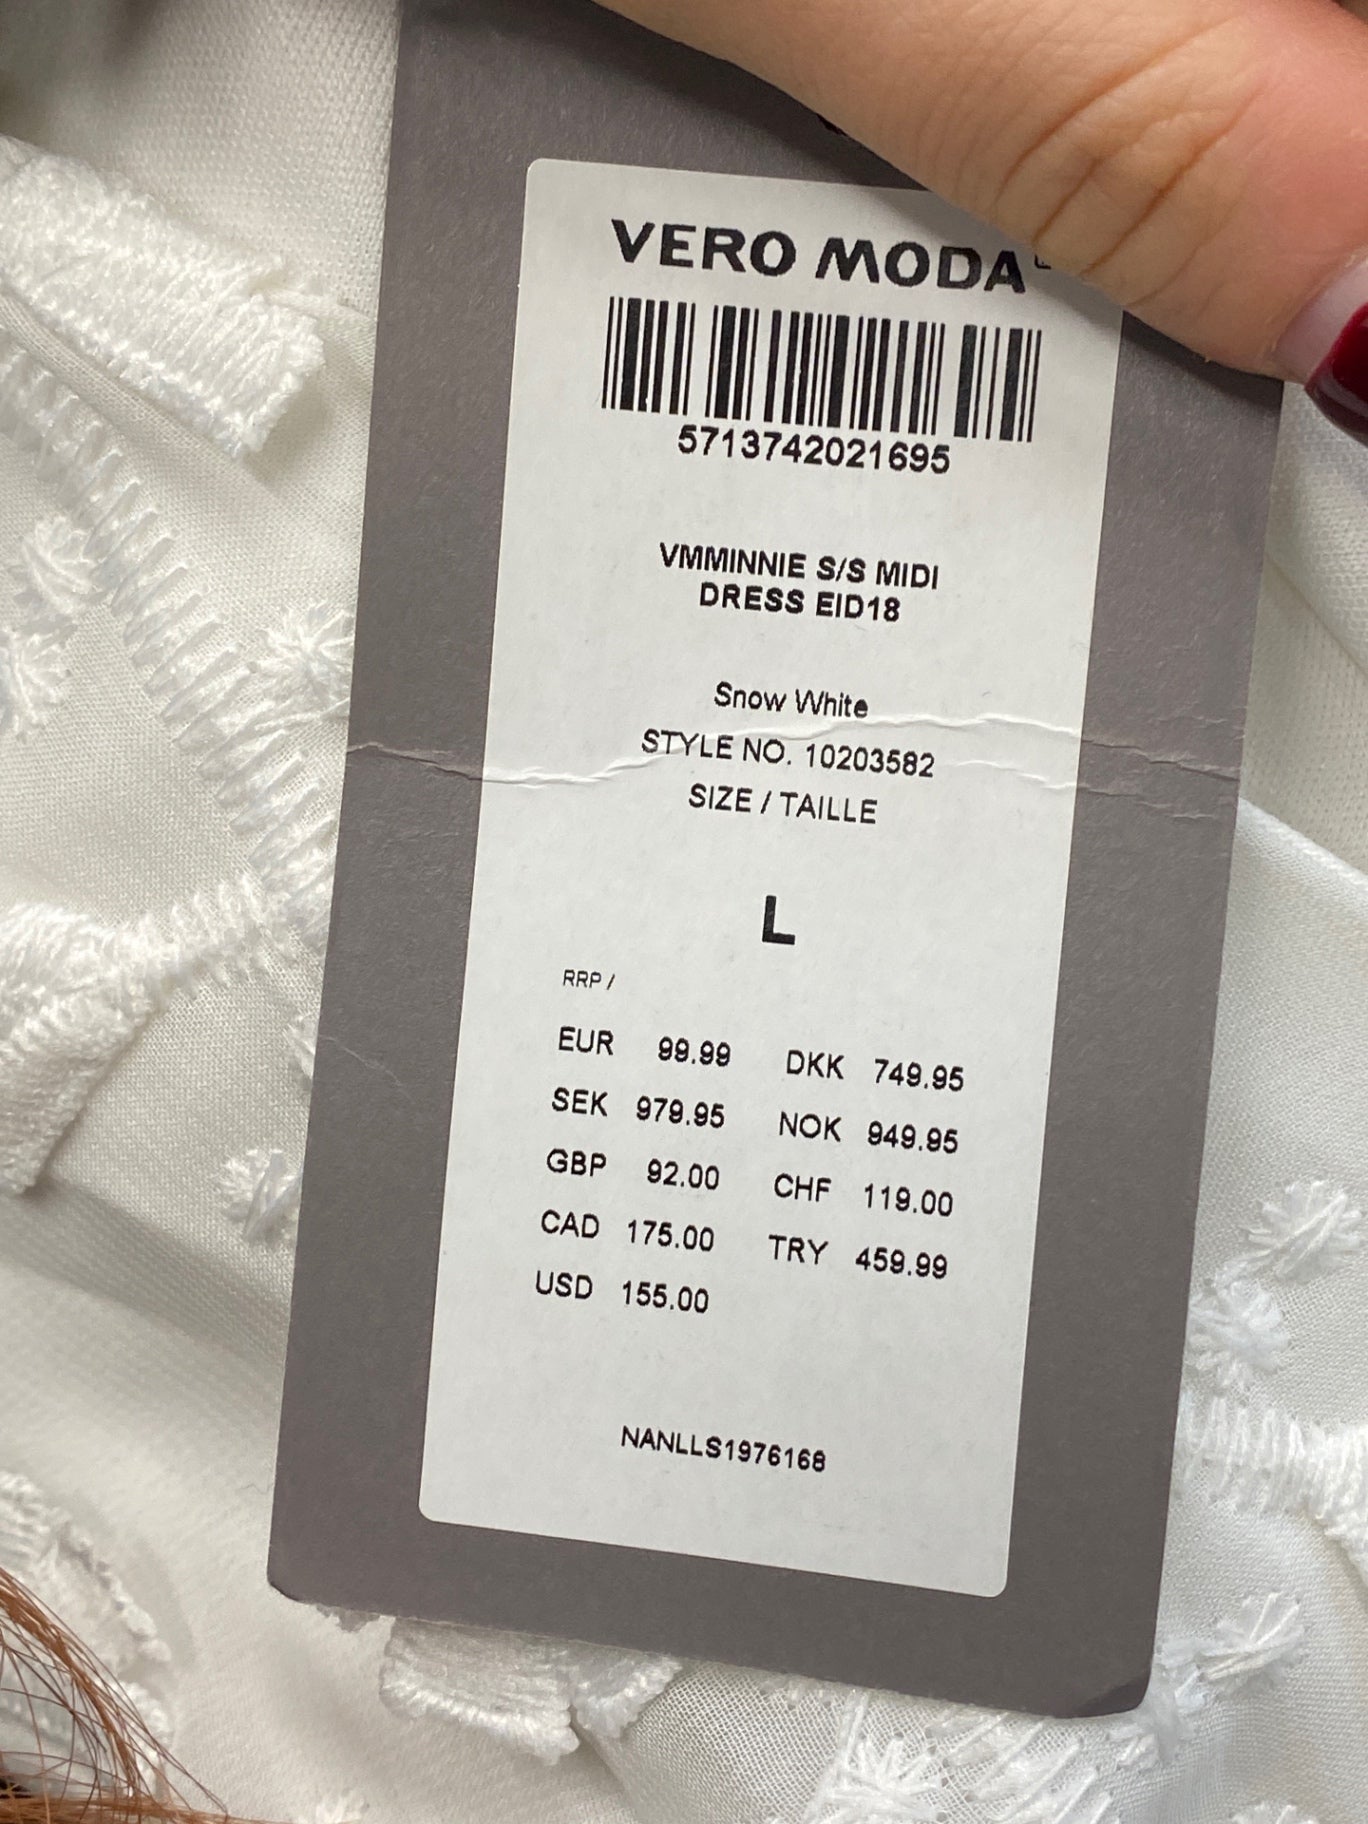 VERO MODA
5713742021695
VMMINNIE S/S MIDI
DRESS EID18
Snow White
STYLE NO. 10203582
SIZE / TAILLE
L
RRP /
EUR 99.99 DKK 749.95
SEK 979.95 NOK 949.95
GBP 92.00 CHF 119.00
CAD 175.00 TRY 459.99
USD 155.00
NANLLS1976168